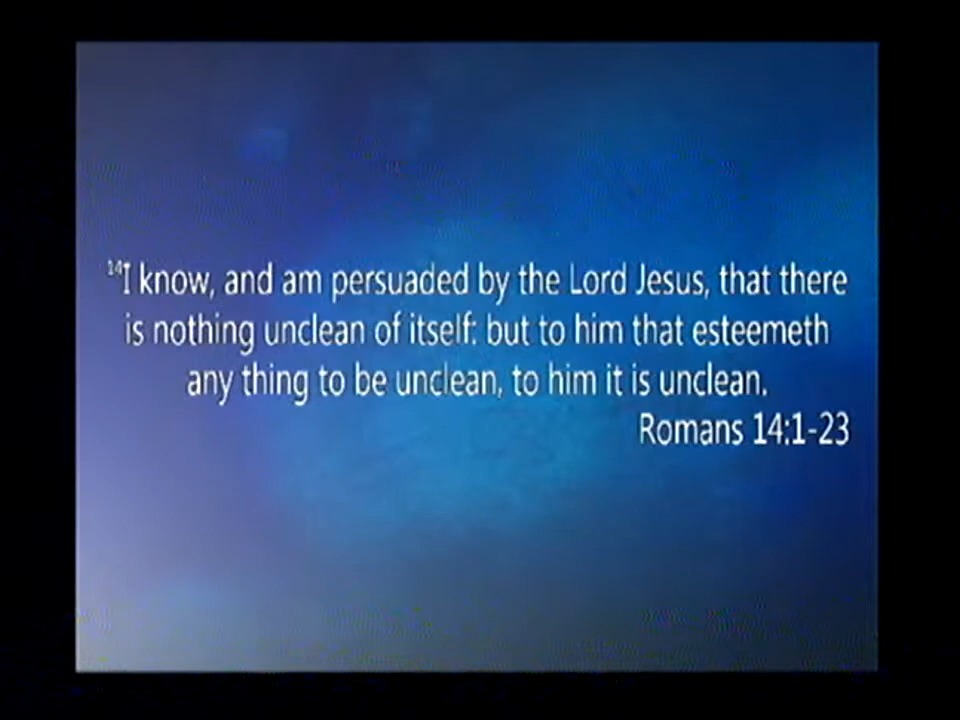 14I know, and am persuaded by the Lord Jesus, that there
is nothing unclean of itself: but to him that esteemeth
any thing to be unclean, to him it is unclean.
Romans 14:1-23